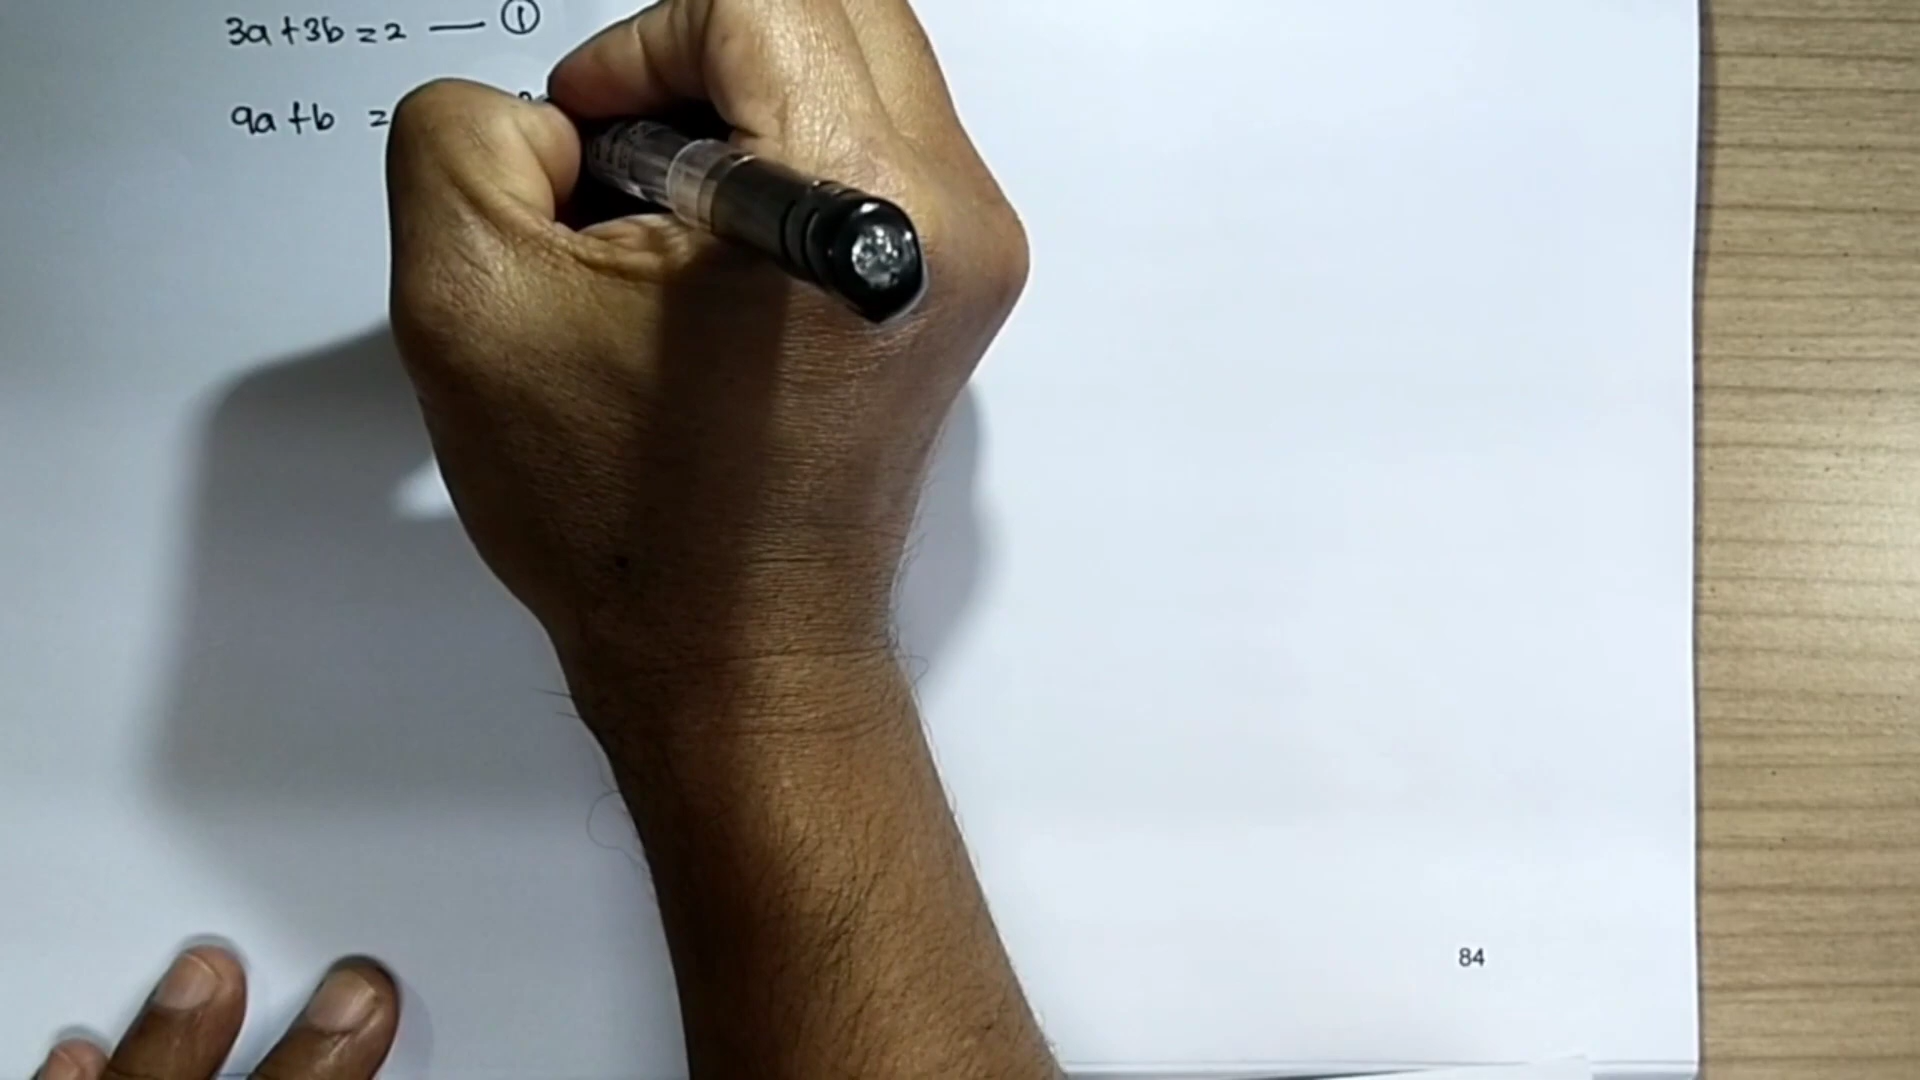 3a + 3b = 2 — ①
9a + b =
84